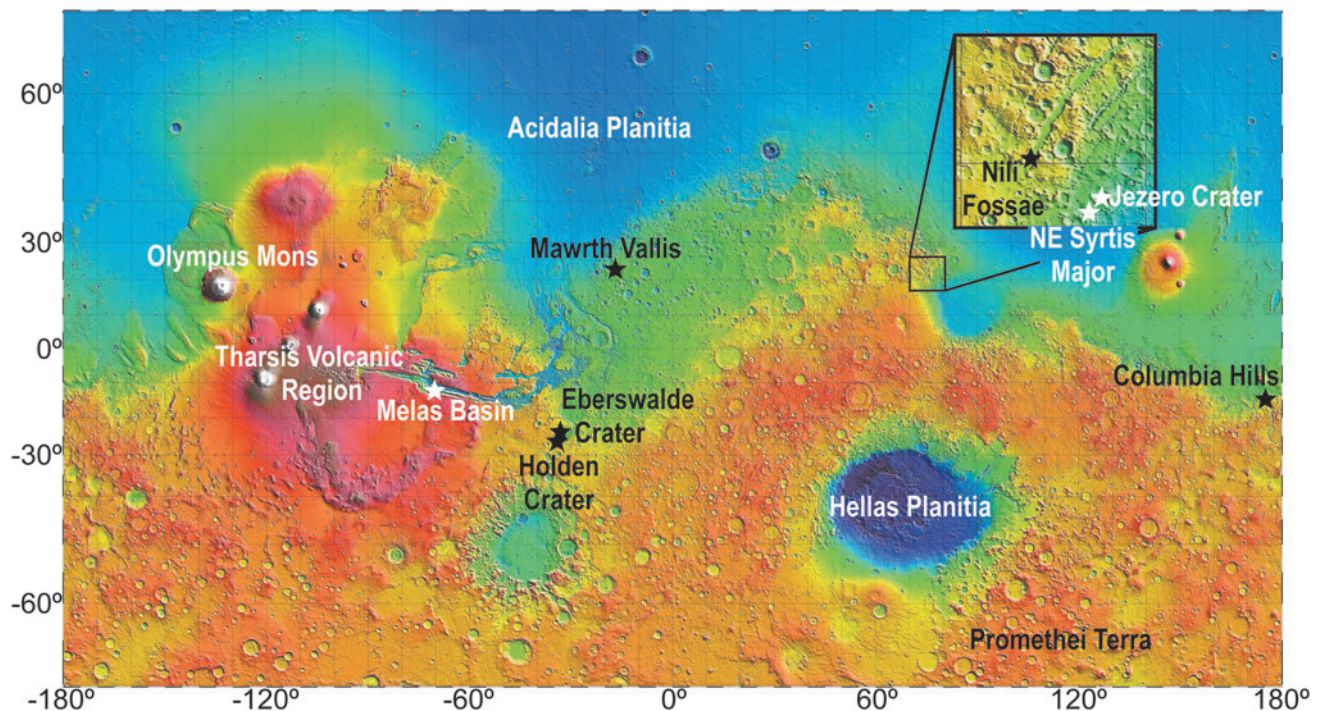 60º
30º
0º
-30º
-60º
-180º
-120º
-60º
0º
60º
120º
180º
Acidalia Planitia
Nili
Fossae
Jezero Crater
NE Syrtis
Major
Olympus Mons
Mawrth Vallis
Tharsis Volcanic
Region
Melas Basin
Eberswalde
Crater
Holden
Crater
Columbia Hills
Hellas Planitia
Promethei Terra